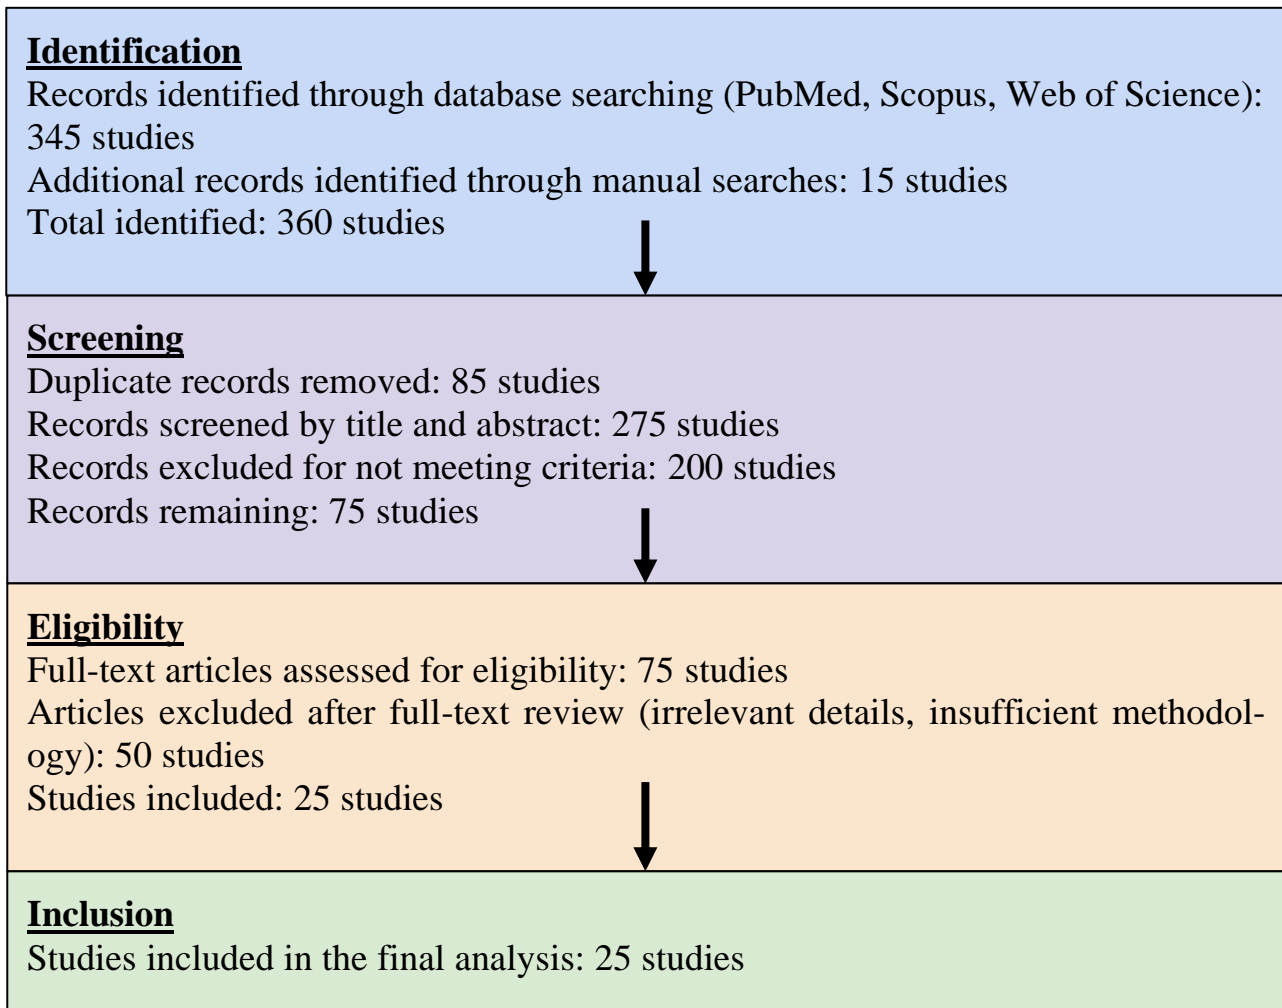 Identification
Records identified through database searching (PubMed, Scopus, Web of Science):
345 studies
Additional records identified through manual searches: 15 studies
Total identified: 360 studies
Screening
Duplicate records removed: 85 studies
Records screened by title and abstract: 275 studies
Records excluded for not meeting criteria: 200 studies
Records remaining: 75 studies
Eligibility
Full-text articles assessed for eligibility: 75 studies
Articles excluded after full-text review (irrelevant details, insufficient methodol-
ogy): 50 studies
Studies included: 25 studies
Inclusion
Studies included in the final analysis: 25 studies